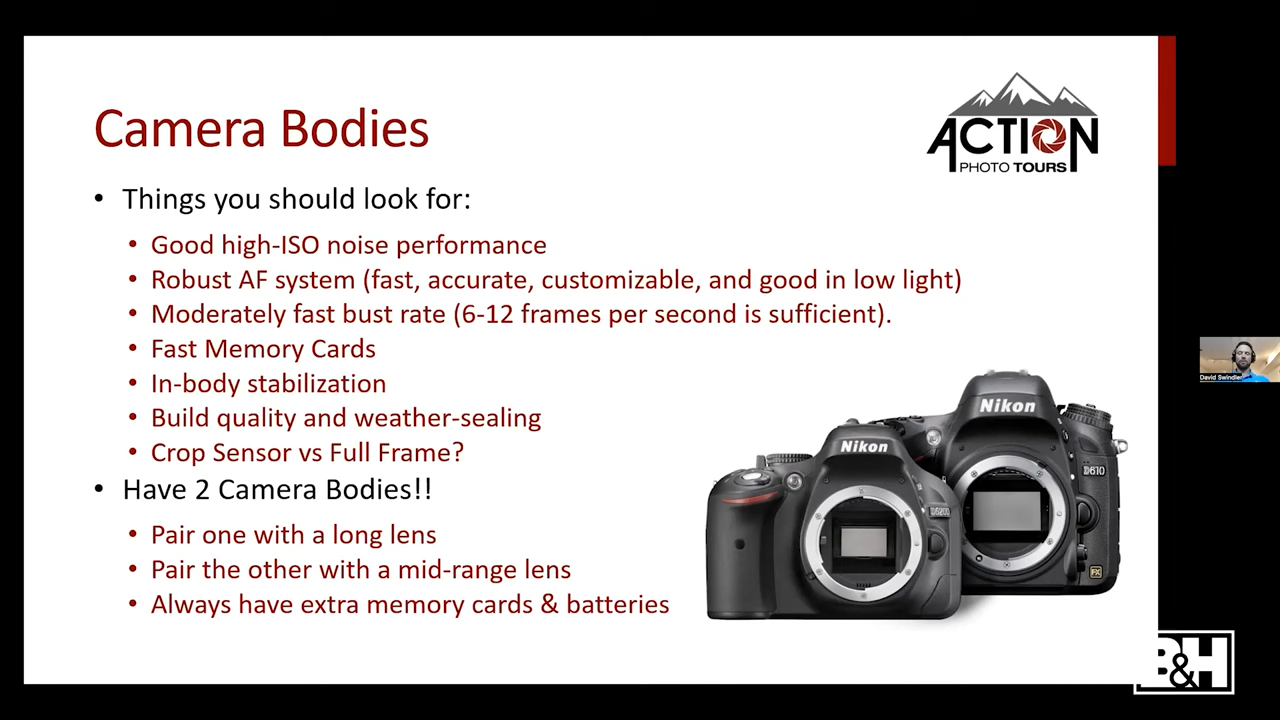 Camera Bodies
ACTION
PHOTO TOURS
• Things you should look for:
• Good high-ISO noise performance
• Robust AF system (fast, accurate, customizable, and good in low light)
• Moderately fast bust rate (6-12 frames per second is sufficient).
• Fast Memory Cards
• In-body stabilization
• Build quality and weather-sealing
• Crop Sensor vs Full Frame?
• Have 2 Camera Bodies!!
• Pair one with a long lens
• Pair the other with a mid-range lens
• Always have extra memory cards & batteries
Nikon
D5200
Nikon
D610
FX
David Swindler
B&H